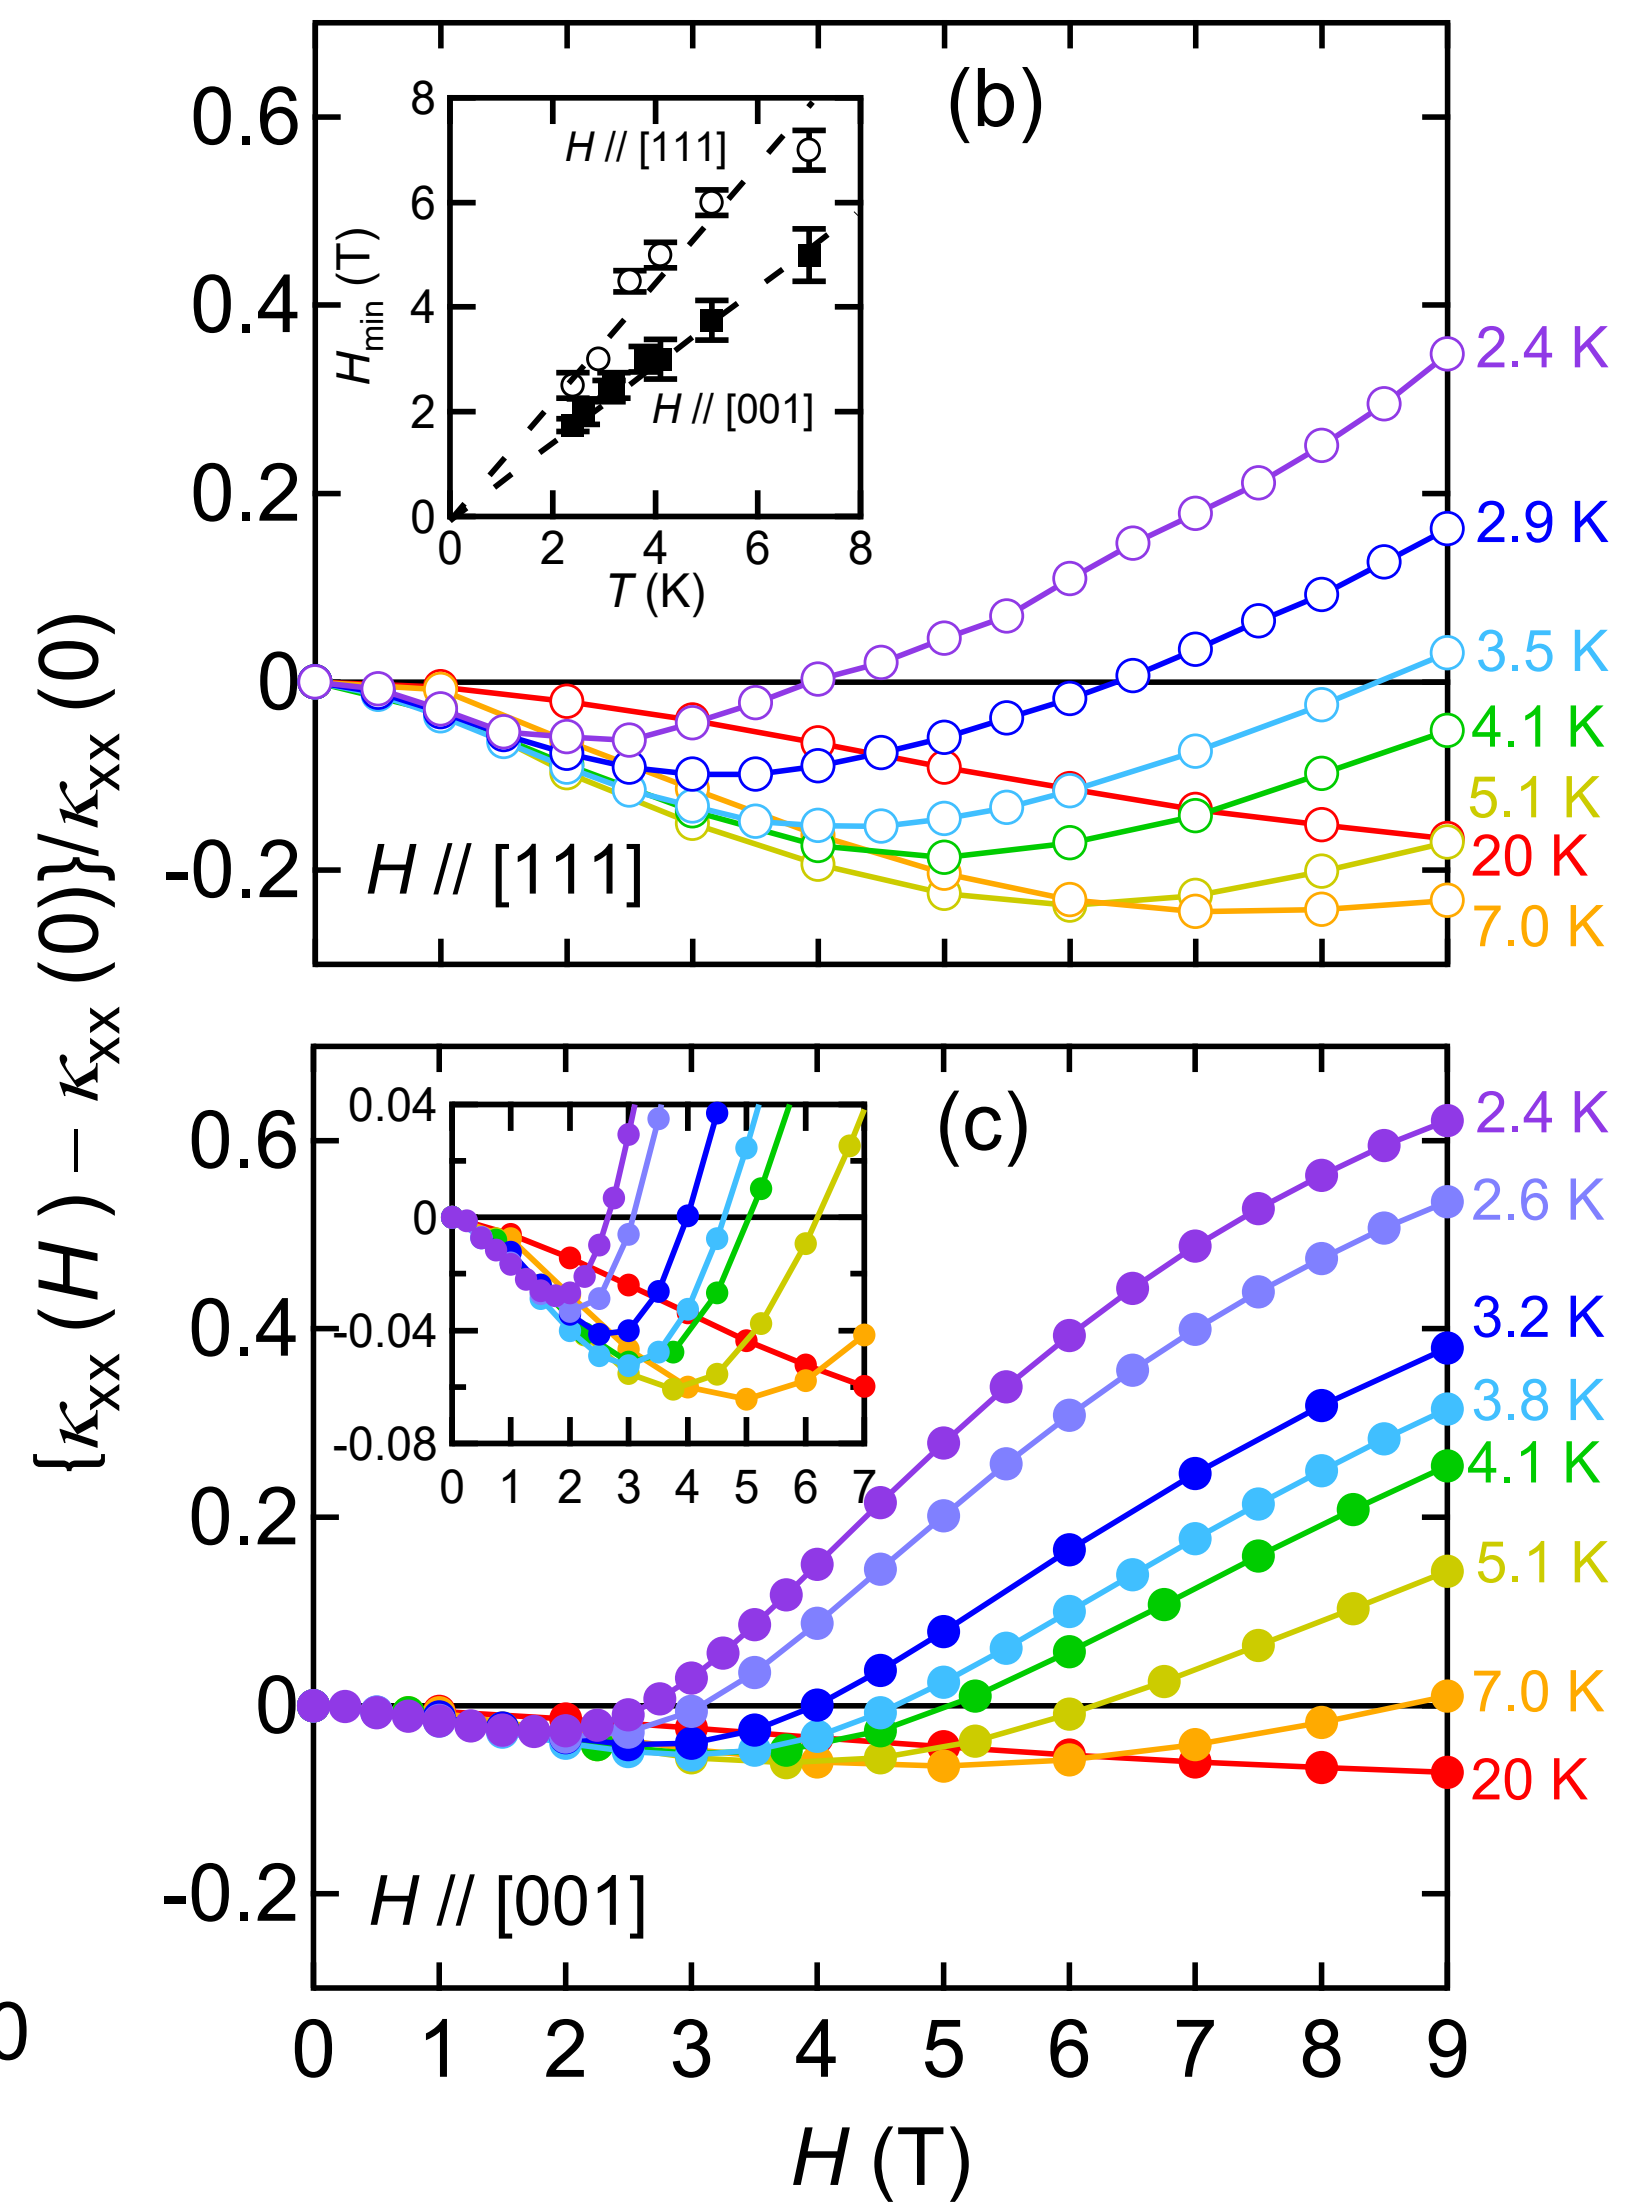 {κxx (H) − κxx (0)}/κxx (0)
(b)
0.6
0.4
0.2
0
-0.2
H // [111]
2.4 K
2.9 K
3.5 K
4.1 K
5.1 K
20 K
7.0 K
Hmin (T)
8
6
4
2
0
H // [111]
H // [001]
0 2 4 6 8
T (K)
(c)
0.6
0.4
0.2
0
-0.2
H // [001]
2.4 K
2.6 K
3.2 K
3.8 K
4.1 K
5.1 K
7.0 K
20 K
0.04
0
-0.04
-0.08
0 1 2 3 4 5 6 7
0
0 1 2 3 4 5 6 7 8 9
H (T)